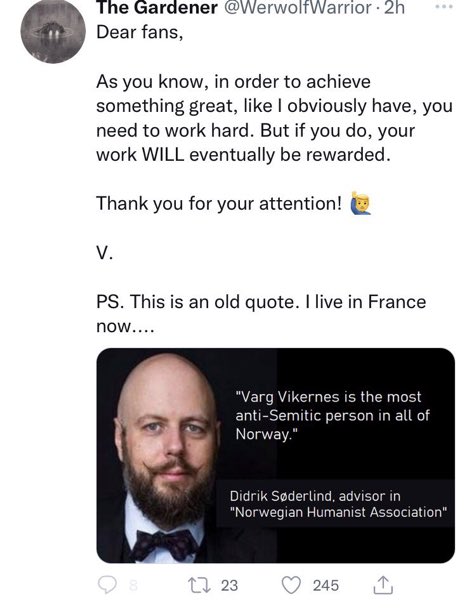 The Gardener @WerwolfWarrior · 2h
Dear fans,
As you know, in order to achieve
something great, like I obviously have, you
need to work hard. But if you do, your
work WILL eventually be rewarded.
Thank you for your attention! 🙋‍♂️
V.
PS. This is an old quote. I live in France
now....
"Varg Vikernes is the most
anti-Semitic person in all of
Norway."
Didrik Søderlind, advisor in
"Norwegian Humanist Association"
8 23 245